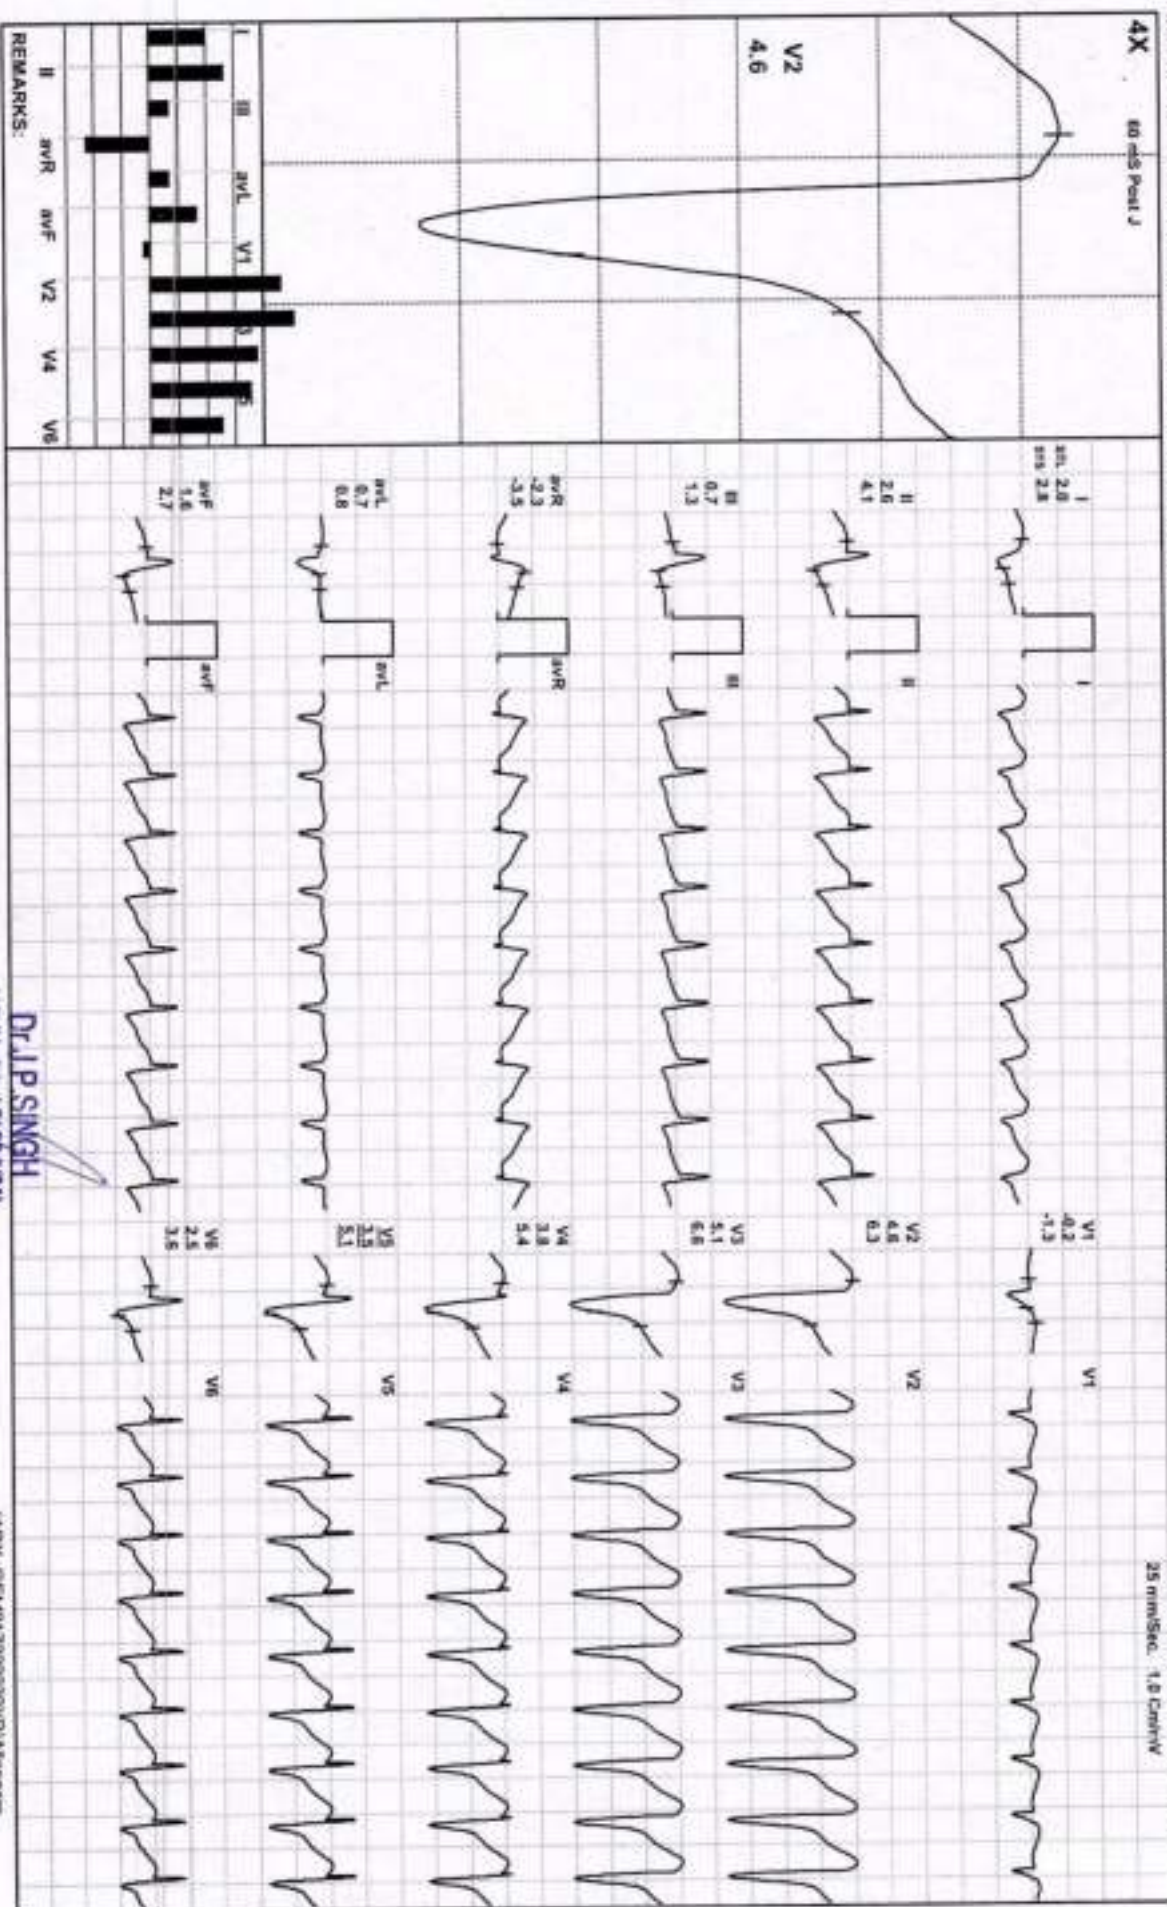 4X
60 mS Post J
V2
4.6
I
III
avL
V1
II
avR
avF
V2
V4
V6
REMARKS:
25 mm/Sec. 1.0 Cm/mV
I
2.0
2.8
I
II
2.6
4.1
II
III
0.7
1.3
III
avR
-2.3
-3.5
avR
avL
0.7
0.8
avL
avF
1.6
2.7
avF
V1
-0.2
-1.3
V1
V2
4.6
6.3
V2
V3
5.1
6.6
V3
V4
3.8
5.4
V4
V5
3.5
5.1
V5
V6
2.5
3.6
V6
Dr.J.P.SINGH